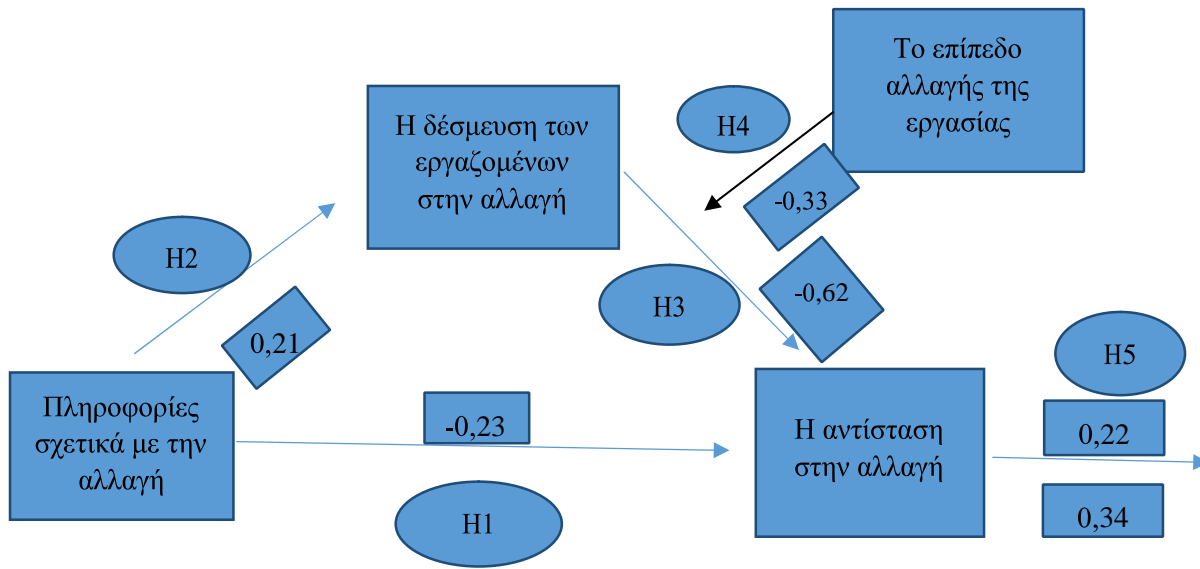 Το επίπεδο
αλλαγής της
εργασίας
Η δέσμευση των
εργαζομένων
στην αλλαγή
H4
-0,33
H2
H3
-0,62
0,21
H5
Πληροφορίες
σχετικά με την
αλλαγή
-0,23
Η αντίσταση
στην αλλαγή
0,22
H1
0,34